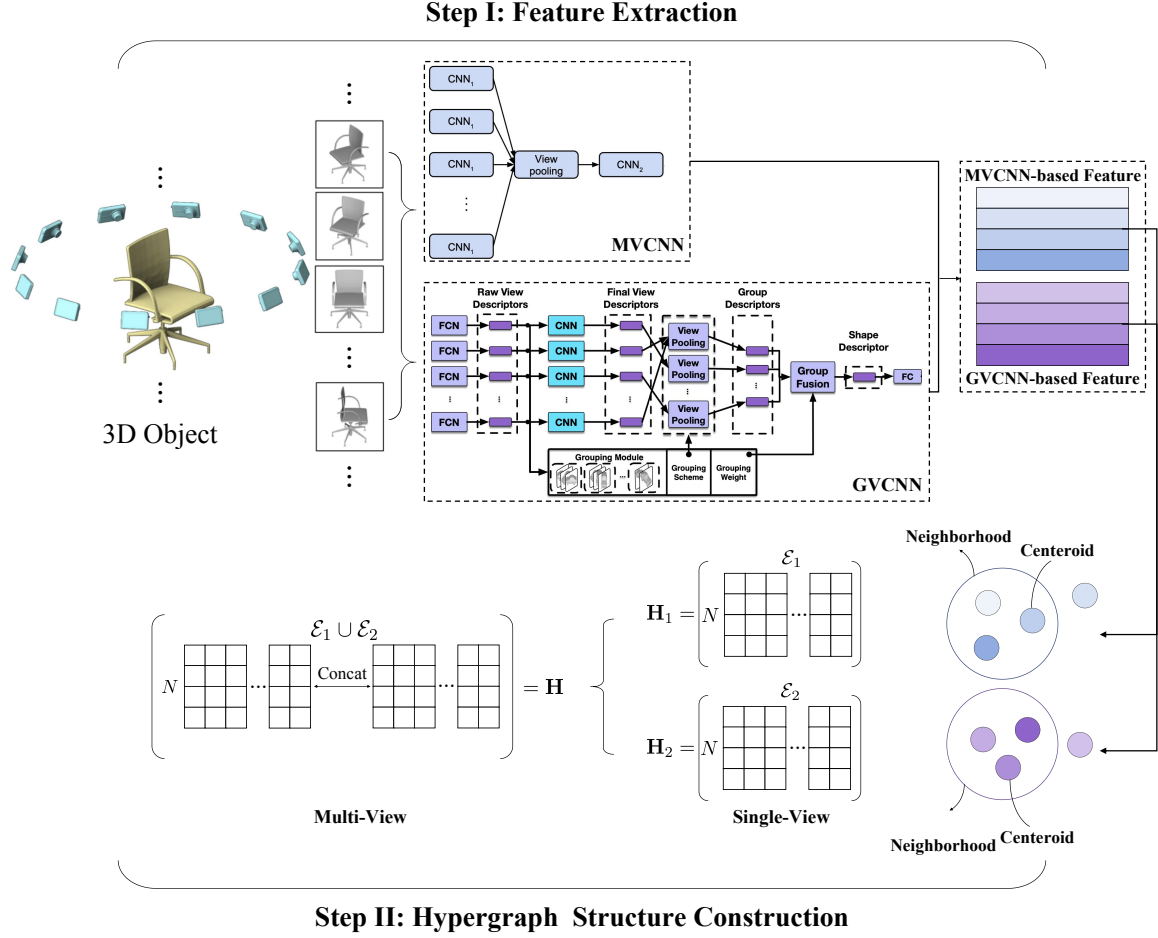 Step I: Feature Extraction
3D Object
CNN1
CNN1
CNN1
CNN1
View
pooling
CNN2
MVCNN
Raw View
Descriptors
Final View
Descriptors
Group
Descriptors
Shape
Descriptor
FCN
CNN
FCN
CNN
FCN
CNN
FCN
CNN
View
Pooling
View
Pooling
View
Pooling
Group
Fusion
FC
Grouping Module
Grouping
Scheme
Grouping
Weight
GVCNN
MVCNN-based Feature
GVCNN-based Feature
Neighborhood
Centeroid
ℰ1
H1 = N
ℰ1 ∪ ℰ2
N
Concat
= H
ℰ2
H2 = N
Multi-View
Single-View
Neighborhood
Centeroid
Step II: Hypergraph Structure Construction